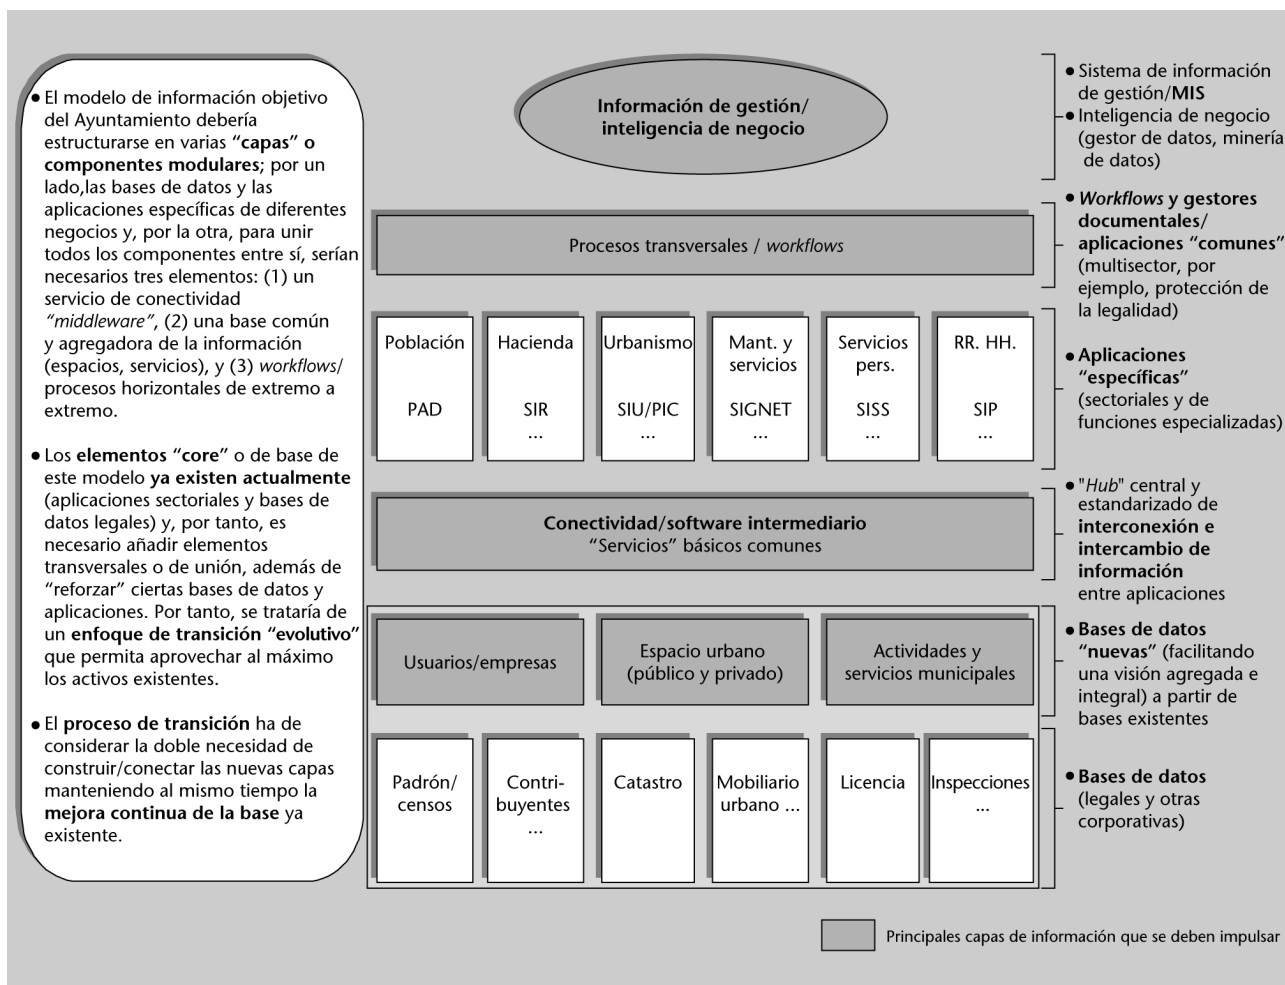 ● El modelo de información objetivo
del Ayuntamiento debería
estructurarse en varias “capas” o
componentes modulares; por un
lado,las bases de datos y las
aplicaciones específicas de diferentes
negocios y, por la otra, para unir
todos los componentes entre sí, serían
necesarios tres elementos: (1) un
servicio de conectividad
“middleware”, (2) una base común
y agregadora de la información
(espacios, servicios), y (3) workflows/
procesos horizontales de extremo a
extremo.
● Los elementos “core” o de base de
este modelo ya existen actualmente
(aplicaciones sectoriales y bases de
datos legales) y, por tanto, es
necesario añadir elementos
transversales o de unión, además de
“reforzar” ciertas bases de datos y
aplicaciones. Por tanto, se trataría de
un enfoque de transición “evolutivo”
que permita aprovechar al máximo
los activos existentes.
● El proceso de transición ha de
considerar la doble necesidad de
construir/conectar las nuevas capas
manteniendo al mismo tiempo la
mejora continua de la base ya
existente.
Información de gestión/
inteligencia de negocio
● Sistema de información
de gestión/MIS
● Inteligencia de negocio
(gestor de datos, minería
de datos)
Procesos transversales / workflows
● Workflows y gestores
documentales/
aplicaciones “comunes”
(multisector, por
ejemplo, protección de
la legalidad)
Población
PAD
Hacienda
SIR
...
Urbanismo
SIU/PIC
...
Mant. y
servicios
SIGNET
...
Servicios
pers.
SISS
...
RR. HH.
SIP
...
● Aplicaciones
“específicas”
(sectoriales y de
funciones especializadas)
Conectividad/software intermediario
“Servicios” básicos comunes
● "Hub" central y
estandarizado de
interconexión e
intercambio de
información
entre aplicaciones
Usuarios/empresas
Espacio urbano
(público y privado)
Actividades y
servicios municipales
● Bases de datos
“nuevas” (facilitando
una visión agregada e
integral) a partir de
bases existentes
Padrón/
censos
Contri-
buyentes
...
Catastro
Mobiliario
urbano ...
Licencia
Inspecciones
...
● Bases de datos
(legales y otras
corporativas)
Principales capas de información que se deben impulsar